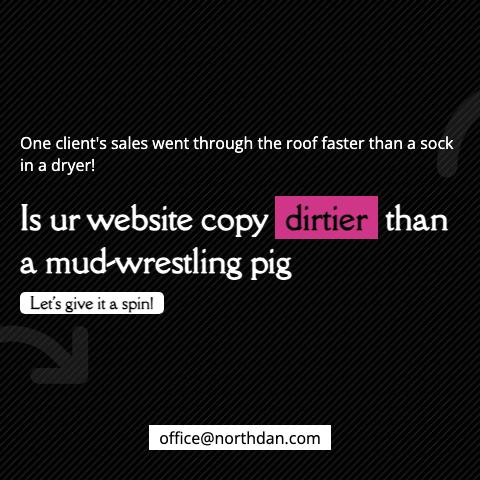 One client's sales went through the roof faster than a sock
in a dryer!
Is ur website copy dirtier than
a mud-wrestling pig
Let's give it a spin!
office@northdan.com